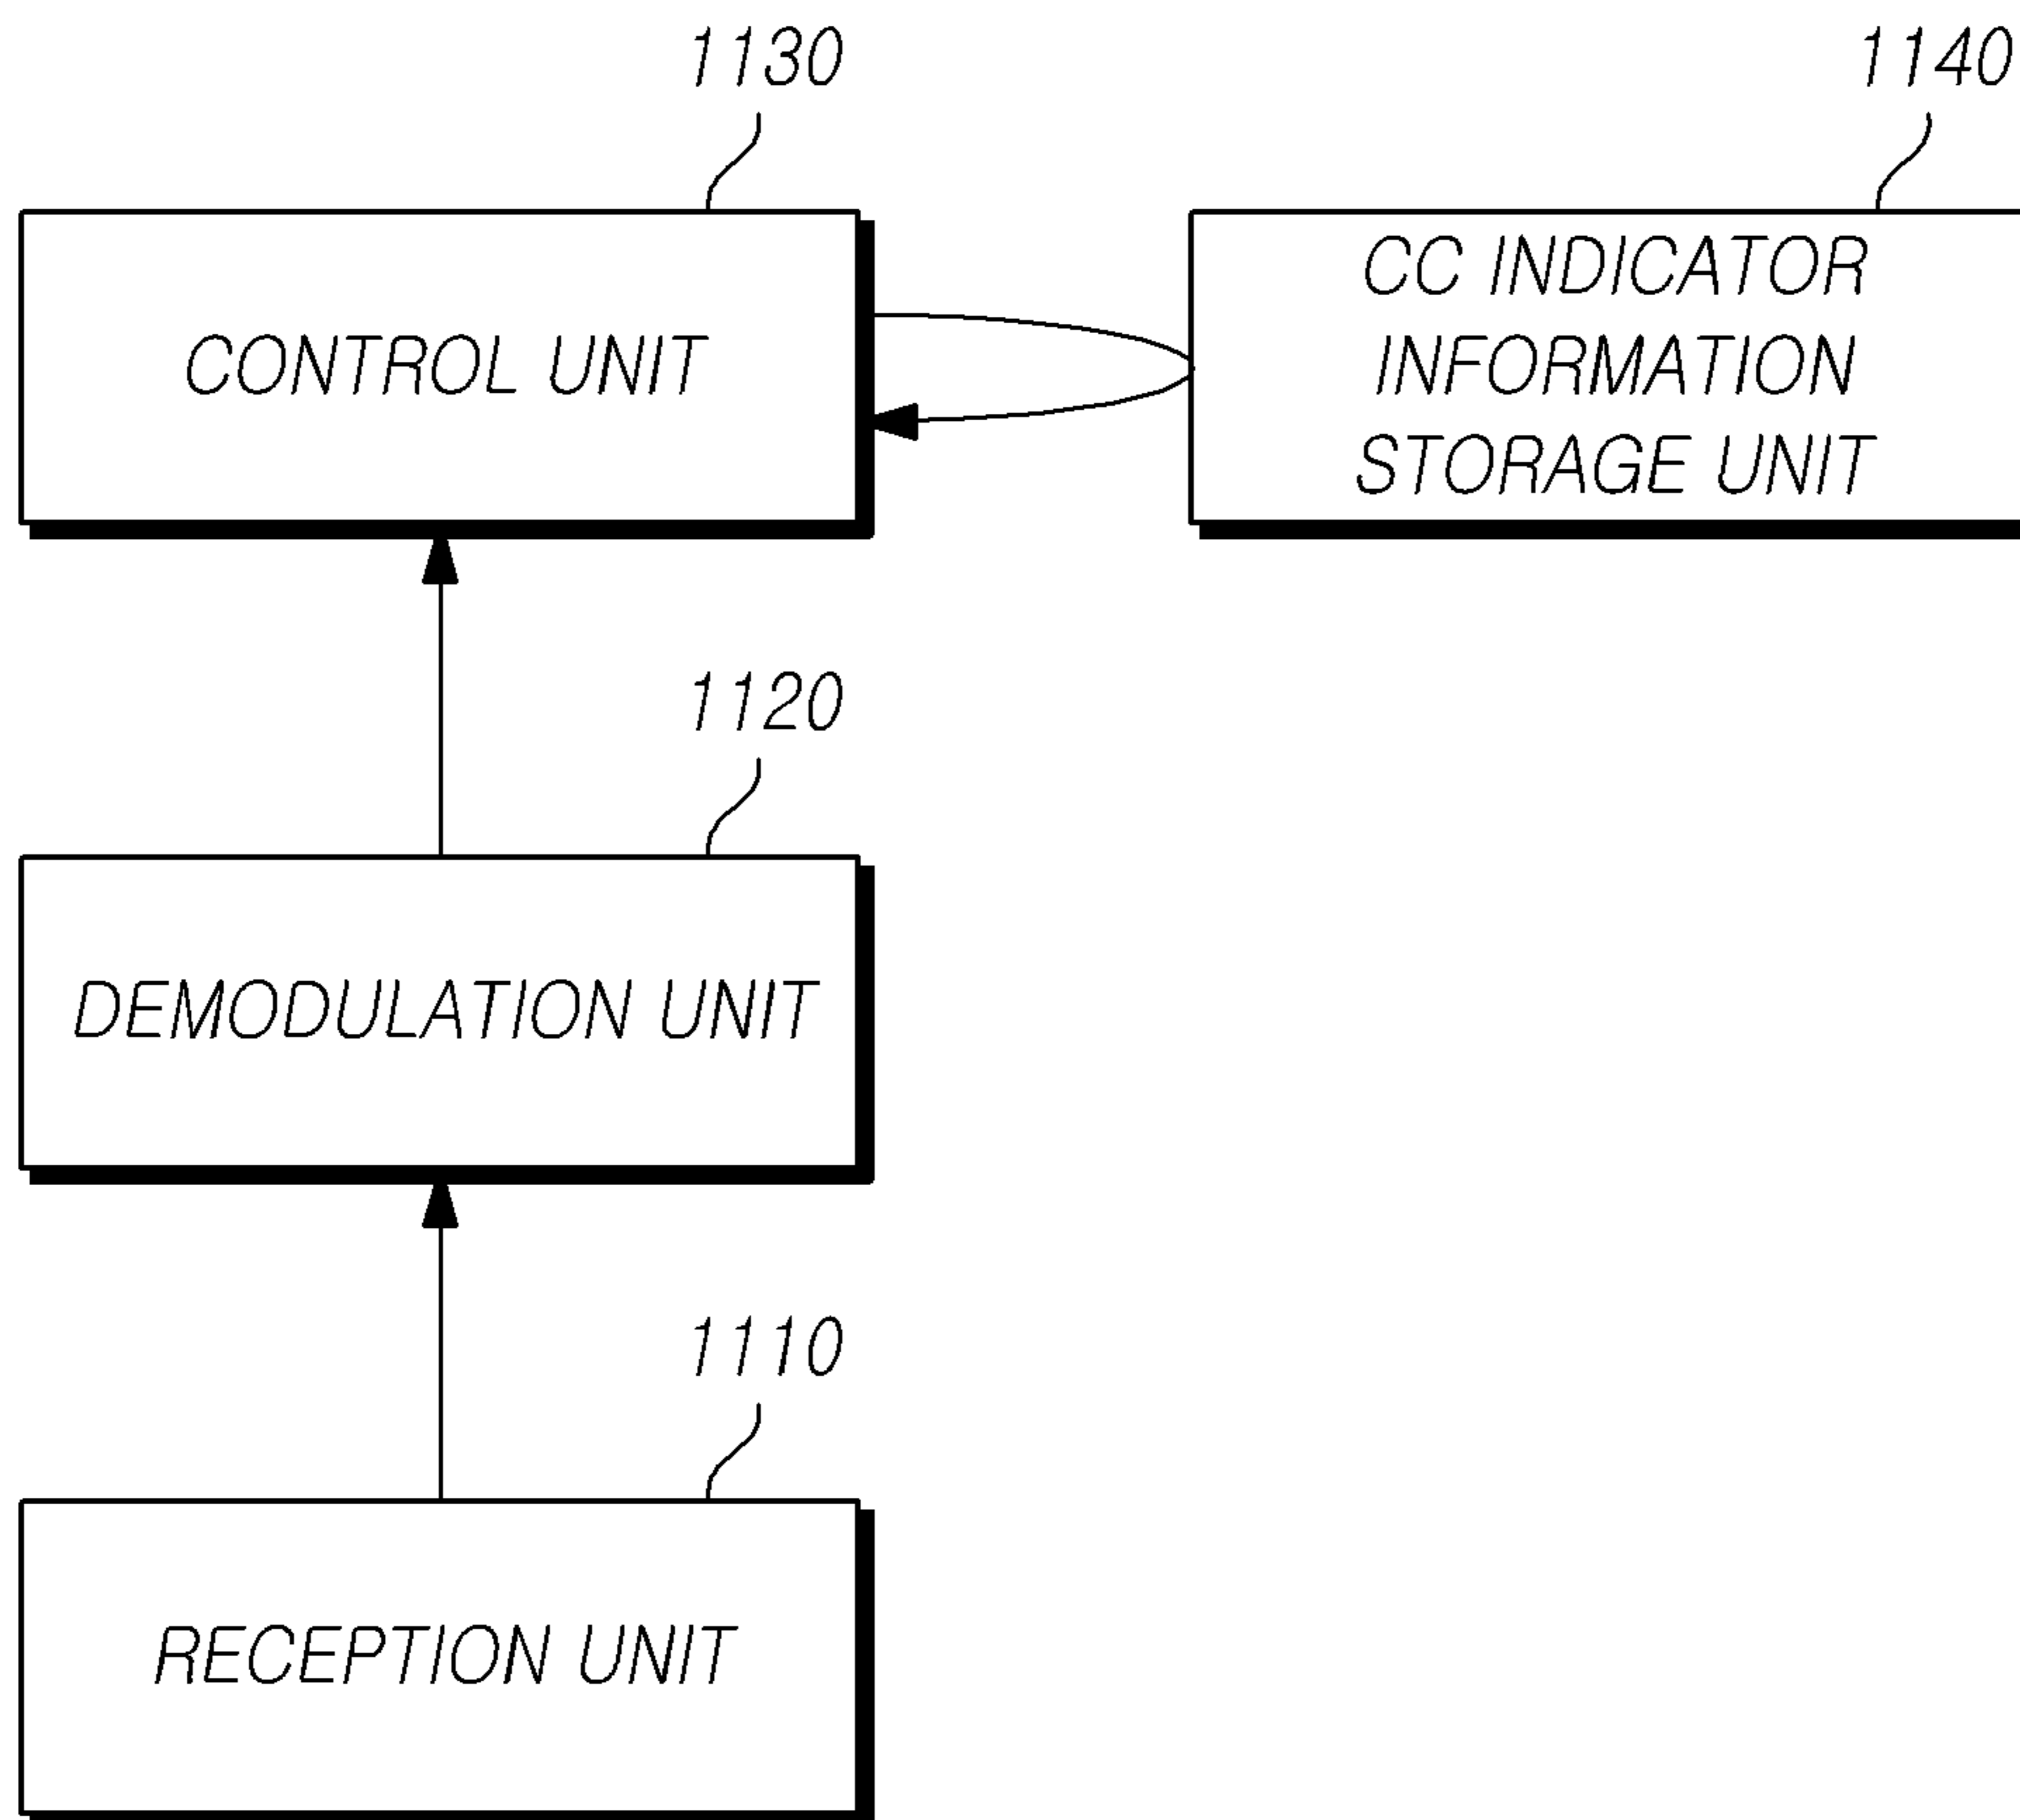 1130
1140
CONTROL UNIT
CC INDICATOR
INFORMATION
STORAGE UNIT
1120
DEMODULATION UNIT
1110
RECEPTION UNIT